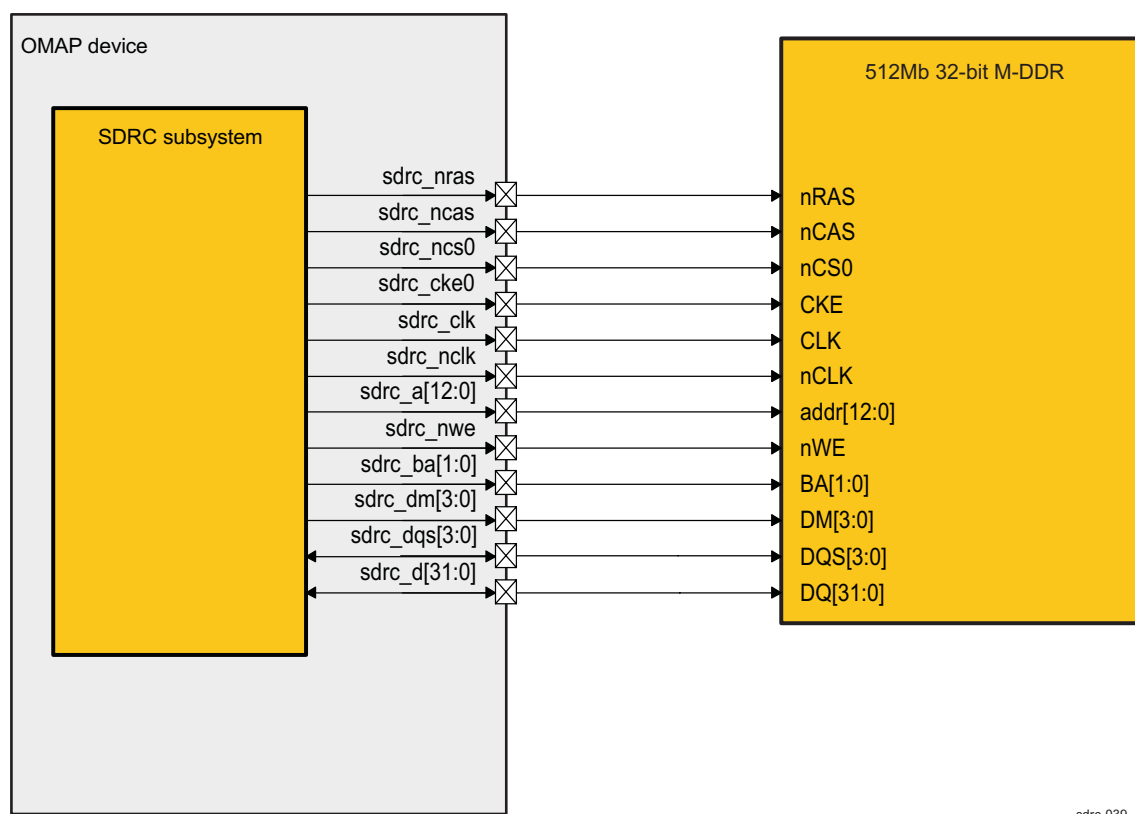 OMAP device
512Mb 32-bit M-DDR
SDRC subsystem
sdrc_nras
nRAS
sdrc_ncas
nCAS
sdrc_ncs0
nCS0
sdrc_cke0
CKE
sdrc_clk
CLK
sdrc_nclk
nCLK
sdrc_a[12:0]
addr[12:0]
sdrc_nwe
nWE
sdrc_ba[1:0]
BA[1:0]
sdrc_dm[3:0]
DM[3:0]
sdrc_dqs[3:0]
DQS[3:0]
sdrc_d[31:0]
DQ[31:0]